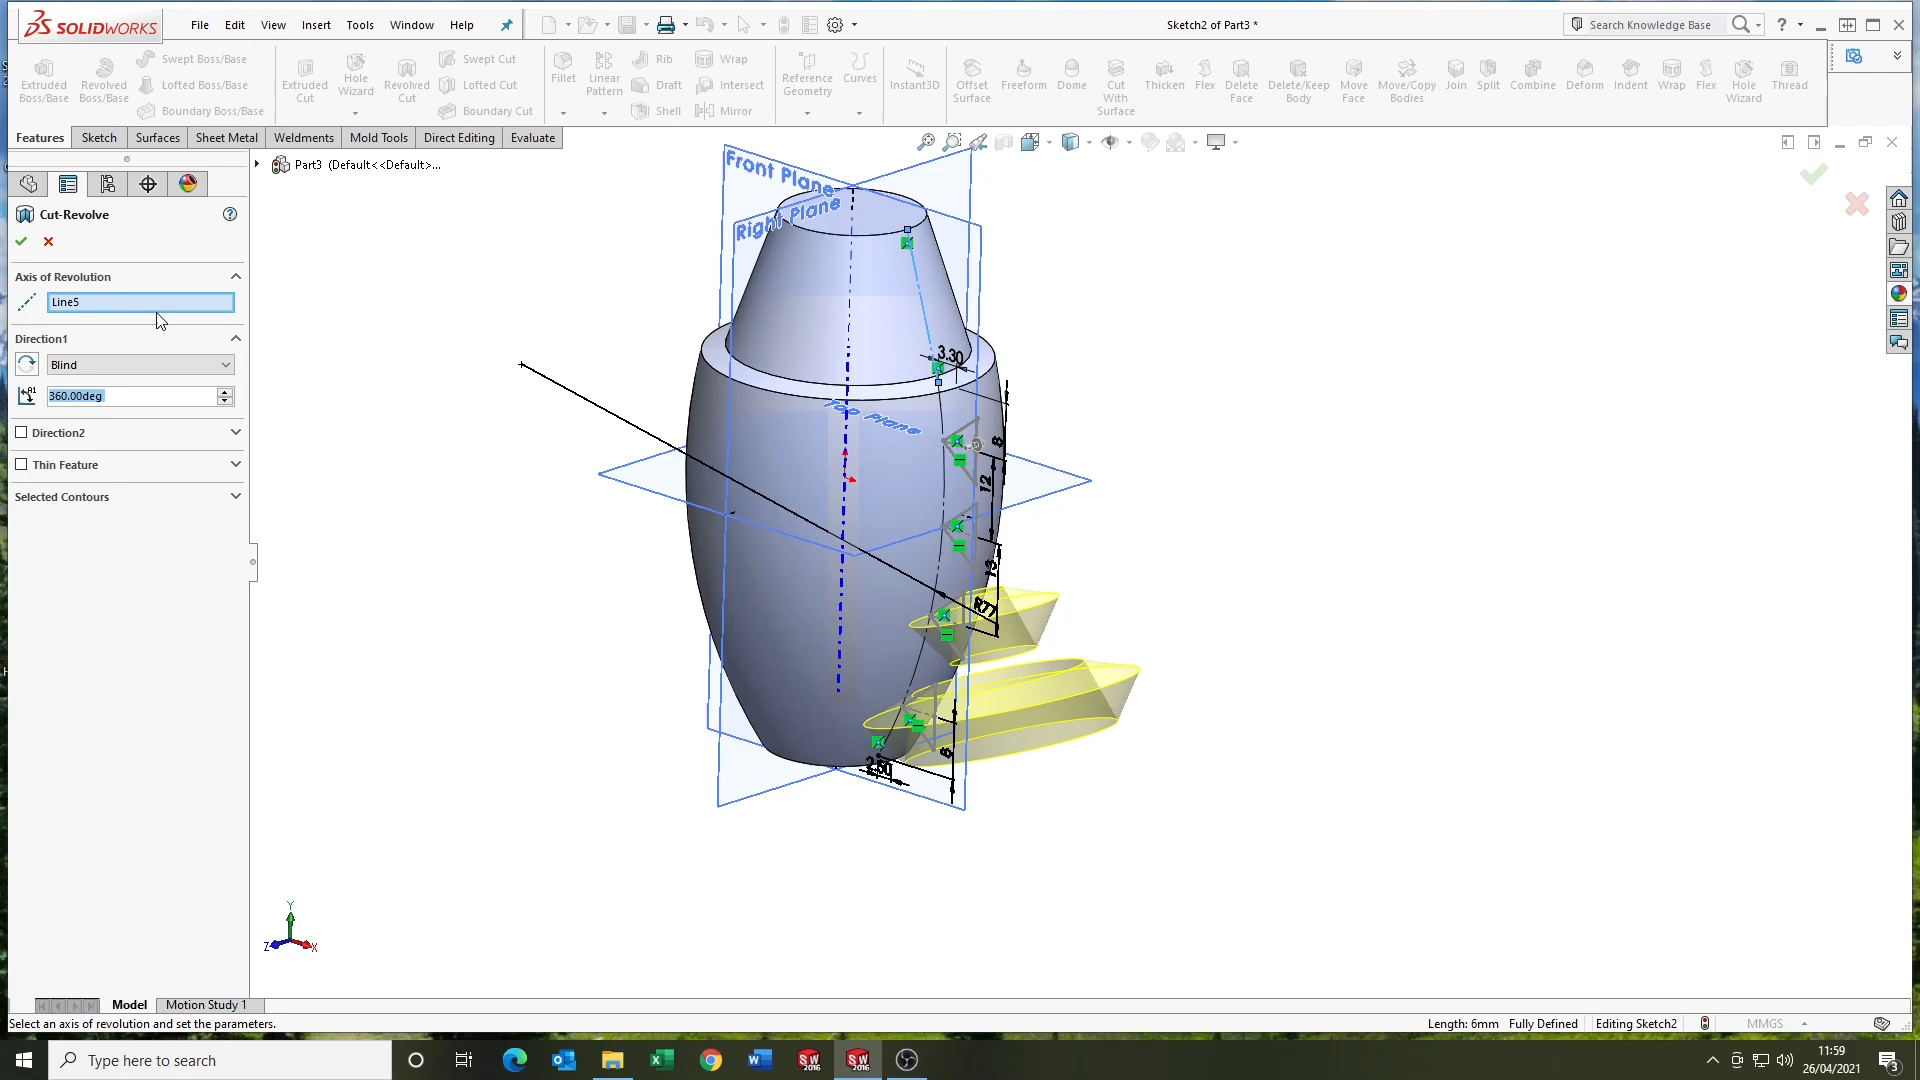 SOLIDWORKS File Edit View Insert Tools Window Help Sketch2 of Part3 * Search Knowledge Base ?
Extruded Boss/Base Revolved Boss/Base Swept Boss/Base Lofted Boss/Base Boundary Boss/Base Extruded Cut Hole Wizard Revolved Cut Swept Cut Lofted Cut Boundary Cut Fillet Linear Pattern Rib Draft Shell Wrap Intersect Mirror Reference Geometry Curves Instant3D Offset Surface Freeform Dome Cut With Surface Thicken Flex Delete Face Delete/Keep Body Move Face Move/Copy Bodies Join Split Combine Deform Indent Wrap Flex Hole Wizard Thread
Features Sketch Surfaces Sheet Metal Weldments Mold Tools Direct Editing Evaluate
Part3 (Default<<Default>...
Cut-Revolve ?
Axis of Revolution
Line5
Direction1
Blind
360.00deg
Direction2
Thin Feature
Selected Contours
Front Plane
Right Plane
Top Plane
3.30
8
12
13
R77
8
2.50
Y
Z X
Model Motion Study 1
Select an axis of revolution and set the parameters. Length: 6mm Fully Defined Editing Sketch2 MMGS
Type here to search
SW 2016 SW 2016
11:59
26/04/2021
3